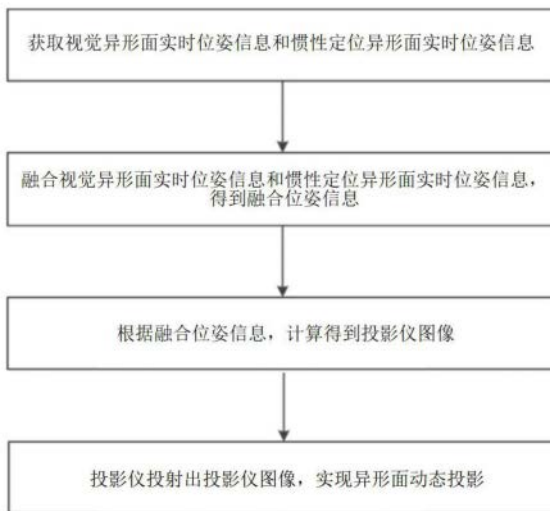 获取视觉异形面实时位姿信息和惯性定位异形面实时位姿信息
融合视觉异形面实时位姿信息和惯性定位异形面实时位姿信息，
得到融合位姿信息
根据融合位姿信息，计算得到投影仪图像
投影仪投射出投影仪图像，实现异形面动态投影